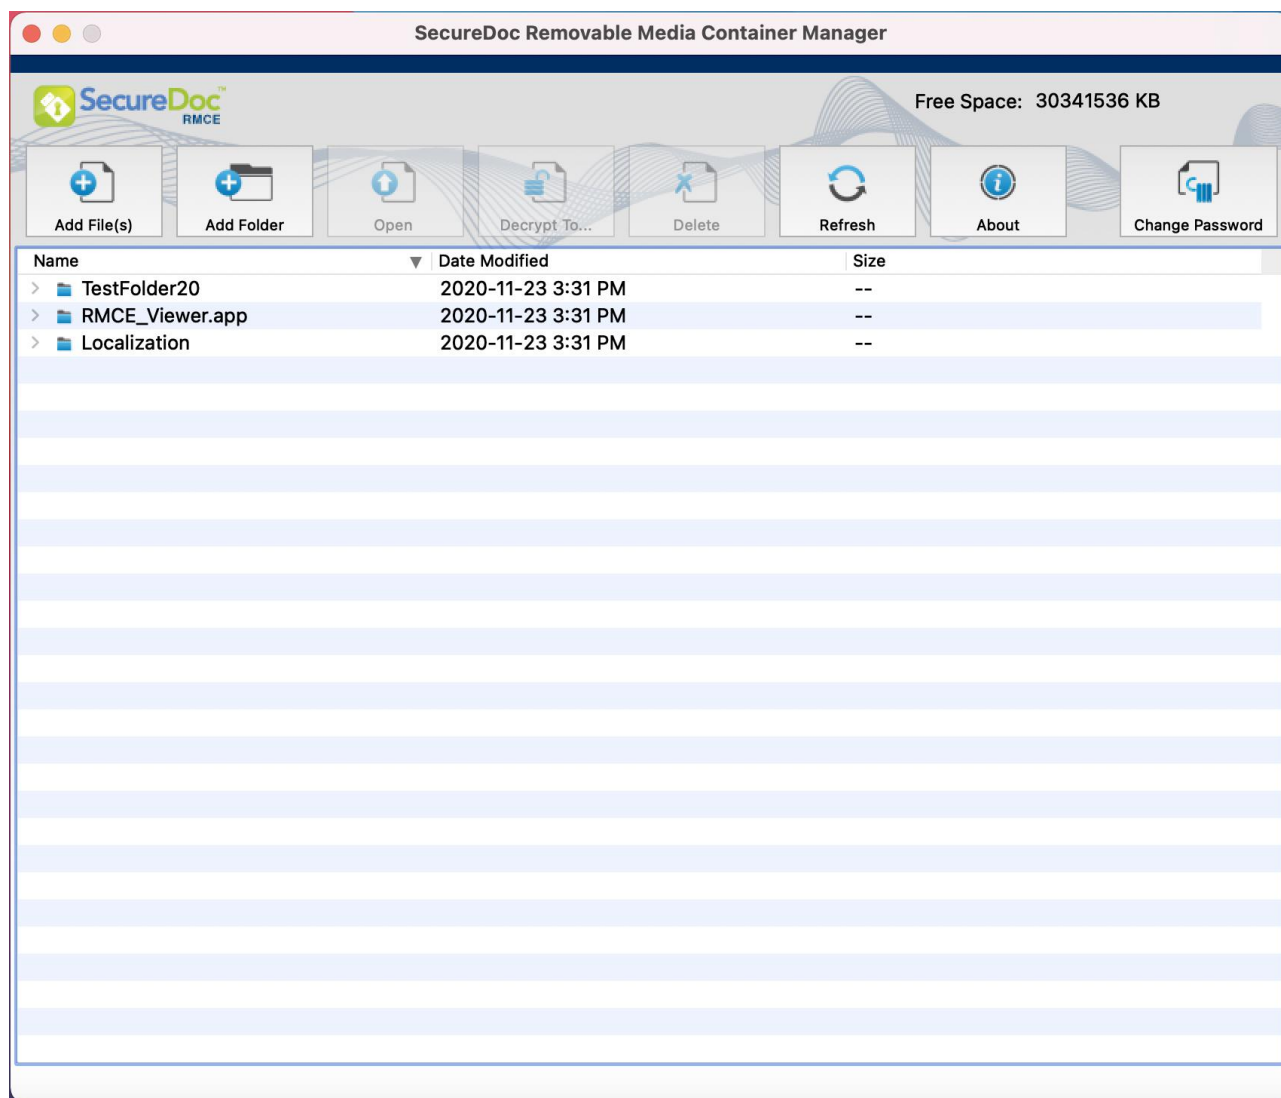 SecureDoc Removable Media Container Manager
SecureDoc™
RMCE
Free Space: 30341536 KB
Add File(s) Add Folder Open Decrypt To... Delete Refresh About Change Password
Name Date Modified Size
TestFolder20 2020-11-23 3:31 PM --
RMCE_Viewer.app 2020-11-23 3:31 PM --
Localization 2020-11-23 3:31 PM --